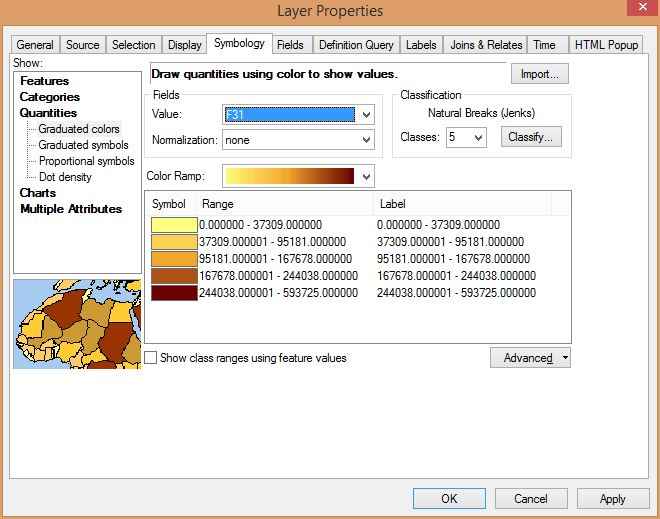 Layer Properties
General Source Selection Display Symbology Fields Definition Query Labels Joins & Relates Time HTML Popup
Show:
Features
Categories
Quantities
Graduated colors
Graduated symbols
Proportional symbols
Dot density
Charts
Multiple Attributes
Draw quantities using color to show values.
Import...
Fields
Value: F31
Normalization: none
Classification
Natural Breaks (Jenks)
Classes: 5 Classify...
Color Ramp:
Symbol Range Label
0.000000 - 37309.000000 0.000000 - 37309.000000
37309.000001 - 95181.000000 37309.000001 - 95181.000000
95181.000001 - 167678.000000 95181.000001 - 167678.000000
167678.000001 - 244038.000000 167678.000001 - 244038.000000
244038.000001 - 593725.000000 244038.000001 - 593725.000000
Show class ranges using feature values
Advanced
OK Cancel Apply